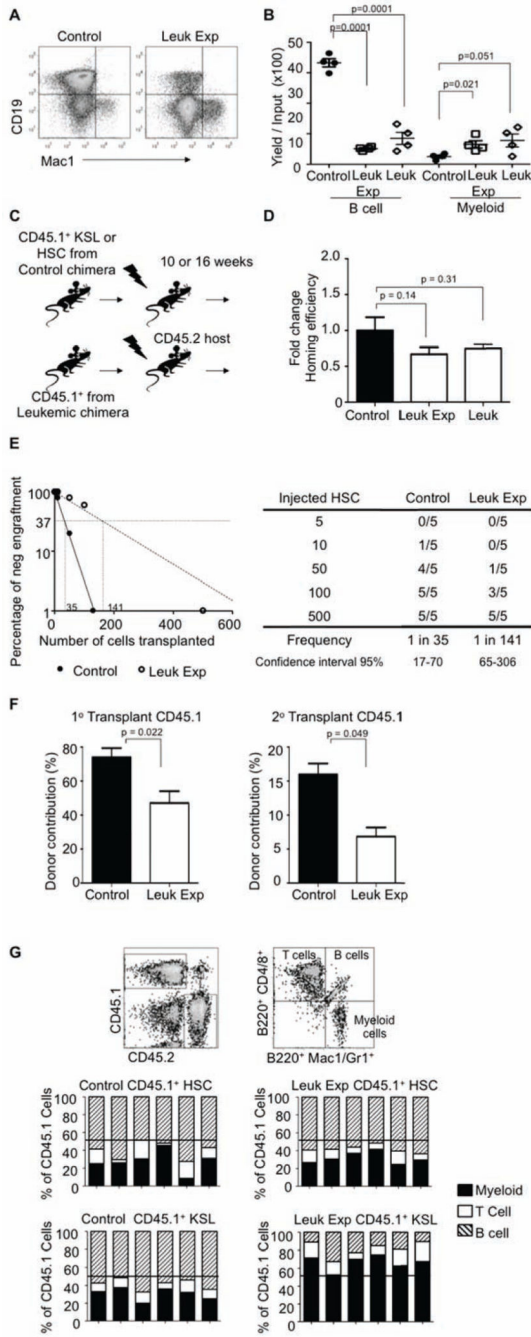 A
Control
Leuk Exp
CD19
Mac1
B
Yield / Input (x100)
50
40
30
20
10
0
p=0.0001
p=0.0001
p=0.051
p=0.021
Control Leuk Leuk Control Leuk Leuk
Exp Exp
B cell Myeloid
C
CD45.1+ KSL or
HSC from
Control chimera
10 or 16 weeks
CD45.2 host
CD45.1+ from
Leukemic chimera
D
Fold change
Homing efficiency
2.0
1.5
1.0
0.5
0.0
p = 0.31
p = 0.14
Control Leuk Exp Leuk
E
Percentage of neg engraftment
100
37
10
1
35 141
0 200 400 600
Number of cells transplanted
Control Leuk Exp
Injected HSC Control Leuk Exp
5 0/5 0/5
10 1/5 0/5
50 4/5 1/5
100 5/5 3/5
500 5/5 5/5
Frequency 1 in 35 1 in 141
Confidence interval 95% 17-70 65-306
F
1º Transplant CD45.1
p = 0.022
Donor contribution (%)
80
60
40
20
0
Control Leuk Exp
2º Transplant CD45.1
p = 0.049
Donor contribution (%)
20
15
10
5
0
Control Leuk Exp
G
CD45.1
CD45.2
T cells B cells
Myeloid
cells
B220+ CD4/8+
B220+ Mac1/Gr1+
Control CD45.1+ HSC
% of CD45.1 Cells
100
80
60
40
20
0
Leuk Exp CD45.1+ HSC
% of CD45.1 Cells
100
80
60
40
20
0
Control CD45.1+ KSL
% of CD45.1 Cells
100
80
60
40
20
0
Leuk Exp CD45.1+ KSL
% of CD45.1 Cells
100
80
60
40
20
0
Myeloid
T Cell
B cell